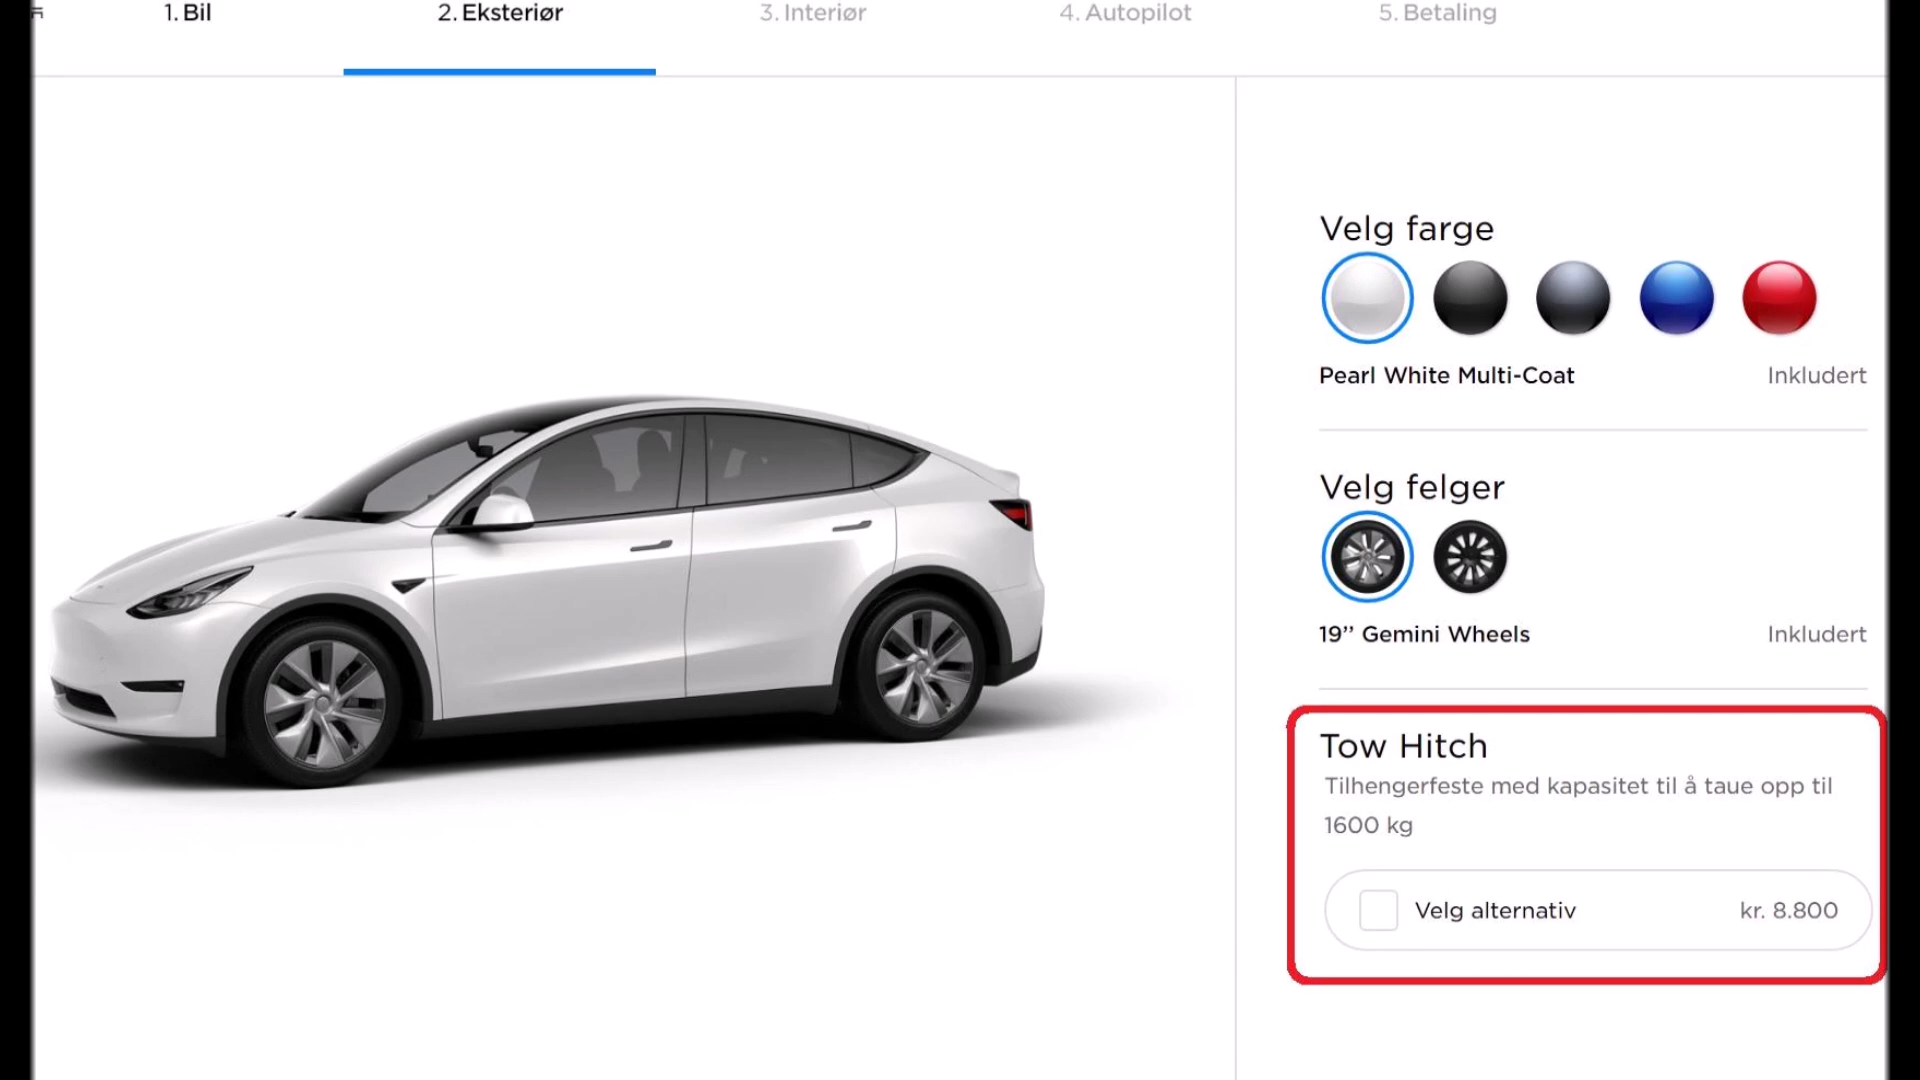 1. Bil
2. Eksteriør
3. Interiør
4. Autopilot
5. Betaling
Velg farge
Pearl White Multi-Coat Inkludert
Velg felger
19’’ Gemini Wheels Inkludert
Tow Hitch
Tilhengerfeste med kapasitet til å taue opp til
1600 kg
Velg alternativ kr. 8.800